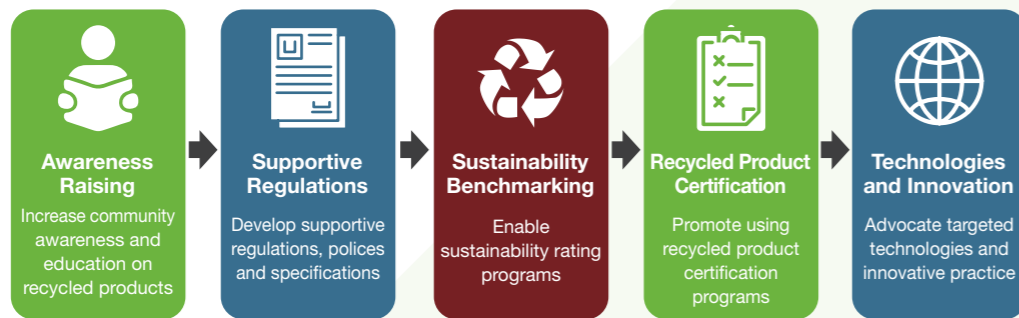 Awareness
Raising
Increase community
awareness and
education on
recycled products
Supportive
Regulations
Develop supportive
regulations, polices
and specifications
Sustainability
Benchmarking
Enable
sustainability rating
programs
Recycled Product
Certification
Promote using
recycled product
certification
programs
Technologies
and Innovation
Advocate targeted
technologies and
innovative practice